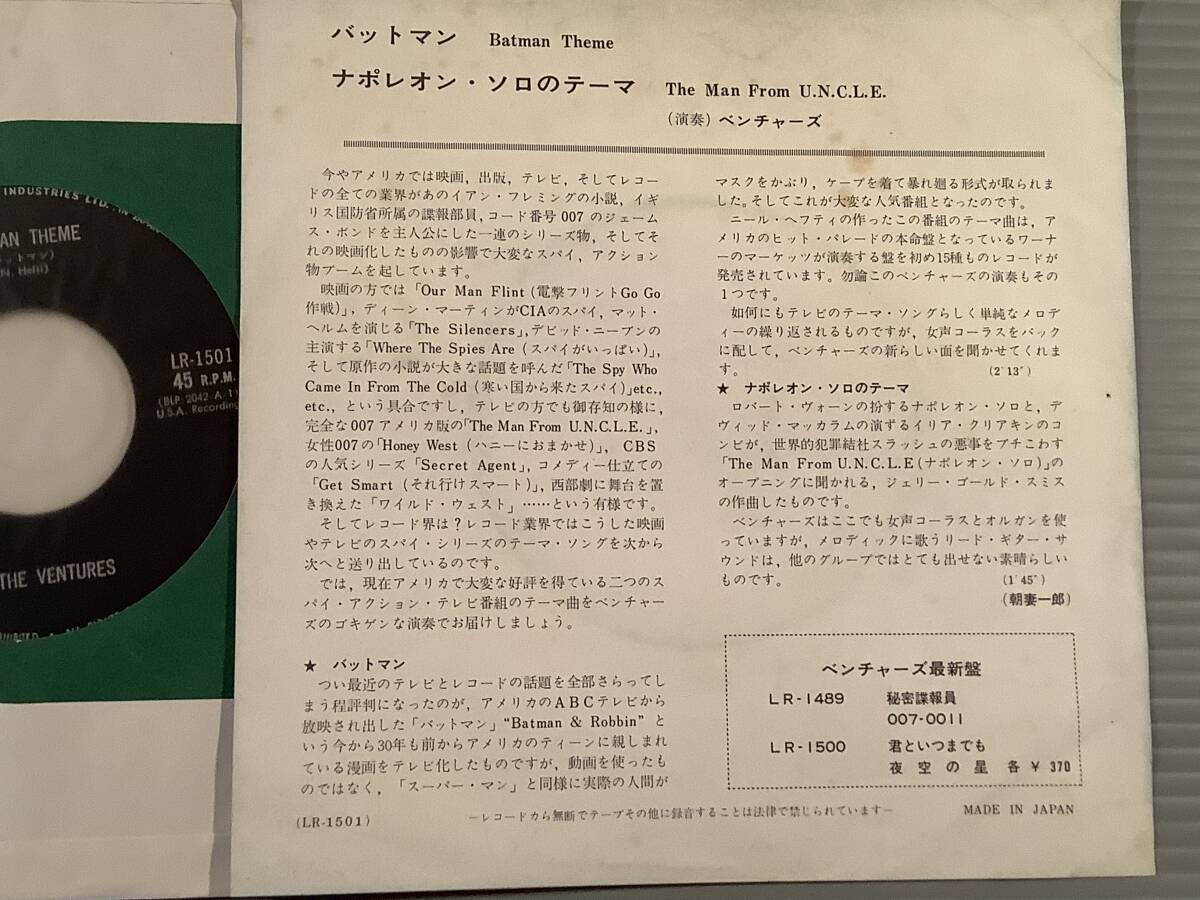 INDUSTRIES LTD. IN
AN THEME
ットマン)
N. Hefti)
LR-1501
45 R.P.M.
(BLP 2042-A-1)
U.S.A. Recording
THE VENTURES
バットマン Batman Theme
ナポレオン・ソロのテーマ The Man From U.N.C.L.E.
(演奏) ベンチャーズ
今やアメリカでは映画，出版，テレビ，そしてレコー
ドの全ての業界があのイアン・フレミングの小説，イギ
リス国防省所属の諜報部員，コード番号 007 のジェーム
ス・ボンドを主人公にした一連のシリーズ物，そしてそ
れの映画化したものの影響で大変なスパイ，アクション
物ブームを起しています。
映画の方では「Our Man Flint (電撃フリントGo Go
作戦)」，ディーン・マーティンがCIAのスパイ，マット・
ヘルムを演じる「The Silencers」，デビッド・ニーブンの
主演する「Where The Spies Are (スパイがいっぱい)」，
そして原作の小説が大きな話題を呼んだ「The Spy Who
Came In From The Cold (寒い国から来たスパイ)」etc.,
etc., という具合ですし，テレビの方でも御存知の様に，
完全な007 アメリカ版の「The Man From U.N.C.L.E.」，
女性007の「Honey West (ハニーにおまかせ)」， CBS
の人気シリーズ「Secret Agent」，コメディー仕立ての
「Get Smart (それ行けスマート)」，西部劇に舞台を置
き換えた「ワイルド・ウェスト」……という有様です。
そしてレコード界は？レコード業界ではこうした映画
やテレビのスパイ・シリーズのテーマ・ソングを次から
次へと送り出しているのです。
では，現在アメリカで大変な好評を得ている二つのス
パイ・アクション・テレビ番組のテーマ曲をベンチャー
ズのゴキゲンな演奏でお届けしましょう。
★ バットマン
つい最近のテレビとレコードの話題を全部さらってし
まう程評判になったのが，アメリカのＡＢＣテレビから
放映され出した「バットマン」“Batman & Robbin” と
いう今から30年も前からアメリカのティーンに親しまれ
ている漫画をテレビ化したものですが，動画を使ったも
のではなく，「スーパー・マン」と同様に実際の人間が
マスクをかぶり，ケープを着て暴れ廻る形式が取られま
した。そしてこれが大変な人気番組となったのです。
ニール・ヘフティの作ったこの番組のテーマ曲は，ア
メリカのヒット・パレードの本命盤となっているワーナ
ーのマーケッツが演奏する盤を初め15種ものレコードが
発売されています。勿論このベンチャーズの演奏もその
１つです。
如何にもテレビのテーマ・ソングらしく単純なメロデ
ィーの繰り返されるものですが，女声コーラスをバック
に配して，ベンチャーズの新らしい面を聞かせてくれま
す。 (2′13″)
★ ナポレオン・ソロのテーマ
ロバート・ヴォーンの扮するナポレオン・ソロと，デ
ヴィッド・マッカラムの演ずるイリア・クリアキンのコ
ンビが，世界的犯罪結社スラッシュの悪事をブチこわす
「The Man From U.N.C.L.E (ナポレオン・ソロ)」の
オープニングに聞かれる，ジェリー・ゴールド・スミス
の作曲したものです。
ベンチャーズはここでも女声コーラスとオルガンを使
っていますが，メロディックに歌うリード・ギター・サ
ウンドは，他のグループではとても出せない素晴らしい
ものです。 (1′45″)
(朝妻一郎)
ベンチャーズ最新盤
LR-1489 秘密諜報員
007-0011
LR-1500 君といつまでも
夜空の星 各 ¥ 370
(LR-1501)
—レコードから無断でテープその他に録音することは法律で禁じられています—
MADE IN JAPAN